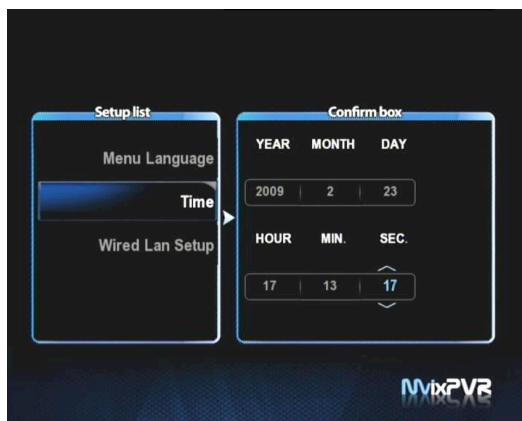 Setup list
Menu Language
Time
Wired Lan Setup
Confirm box
YEAR MONTH DAY
2009 2 23
HOUR MIN. SEC.
17 13 17
MvixPVR